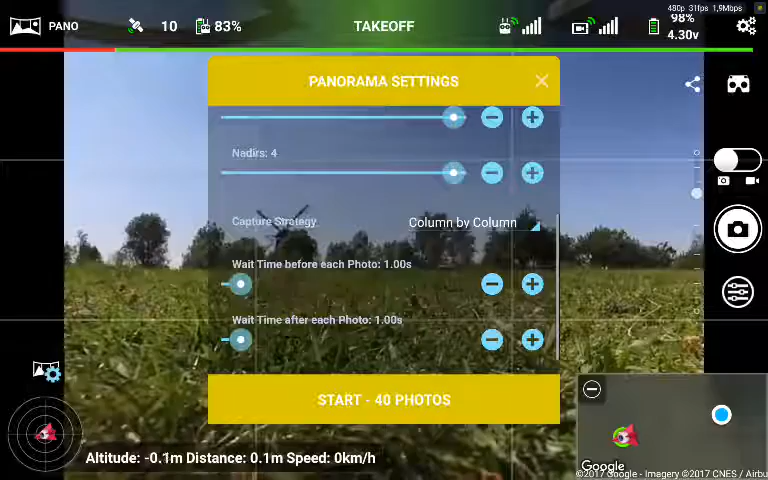 480p 31fps 1,9Mbps
PANO
10
83%
TAKEOFF
98%
4.30v
PANORAMA SETTINGS
Nadirs: 4
Capture Strategy
Column by Column
Wait Time before each Photo: 1.00s
Wait Time after each Photo: 1.00s
START - 40 PHOTOS
Altitude: -0.1m Distance: 0.1m Speed: 0km/h
Google
©2017 Google - Imagery ©2017 CNES / Airbu